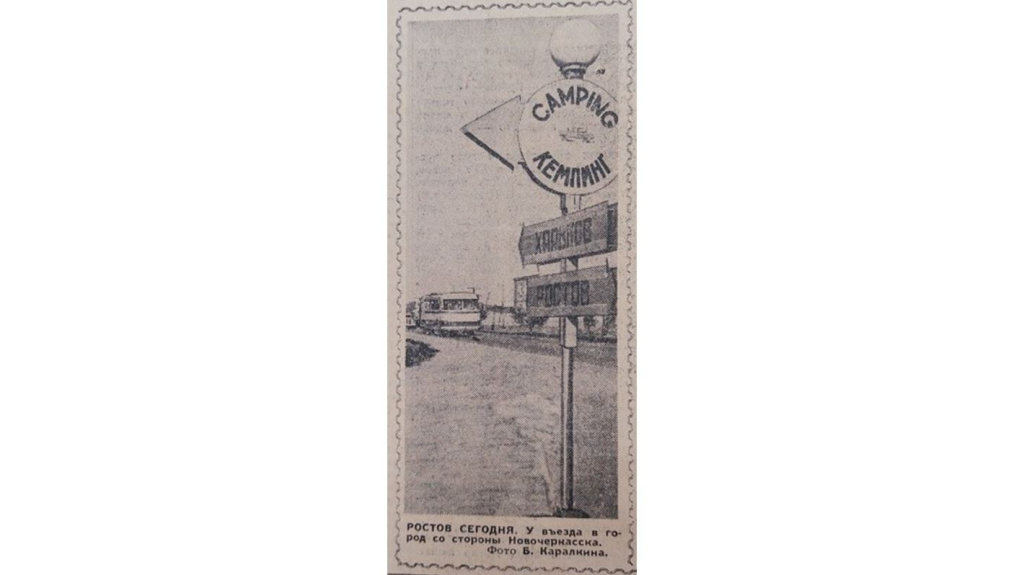 CAMPING
КЕМПИНГ
ХАРЬКОВ
РОСТОВ
РОСТОВ СЕГОДНЯ. У въезда в го-
род со стороны Новочеркасска.
Фото Б. Каралкина.